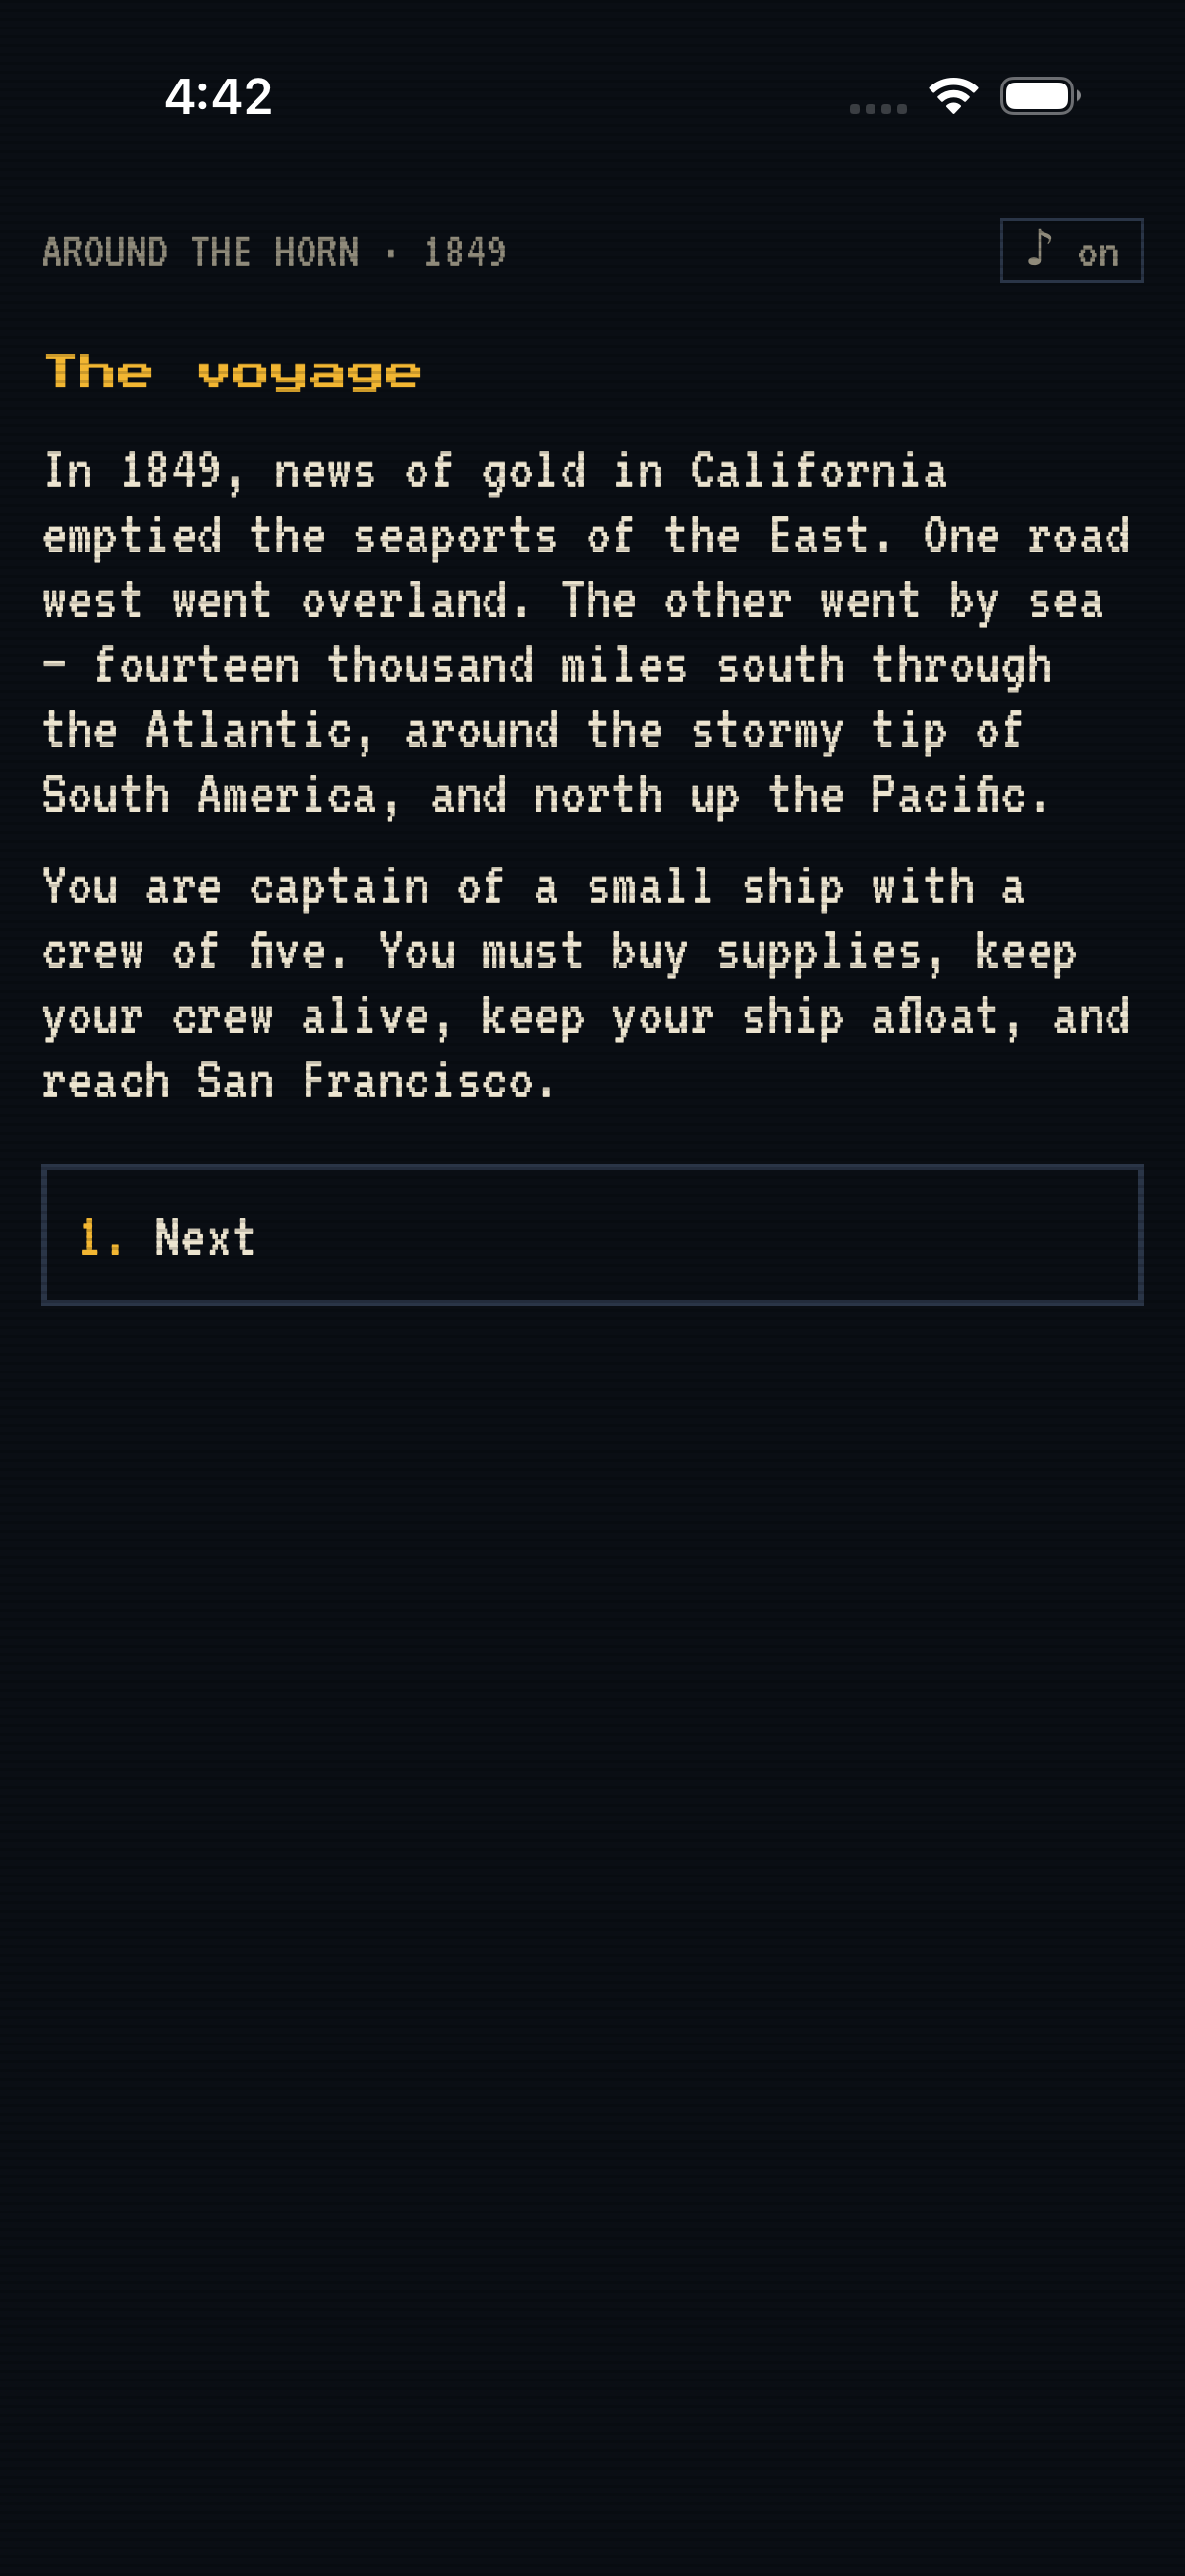 4:42
AROUND THE HORN · 1849
♪ on
The voyage
In 1849, news of gold in California
emptied the seaports of the East. One road
west went overland. The other went by sea
— fourteen thousand miles south through
the Atlantic, around the stormy tip of
South America, and north up the Pacific.
You are captain of a small ship with a
crew of five. You must buy supplies, keep
your crew alive, keep your ship afloat, and
reach San Francisco.
1. Next